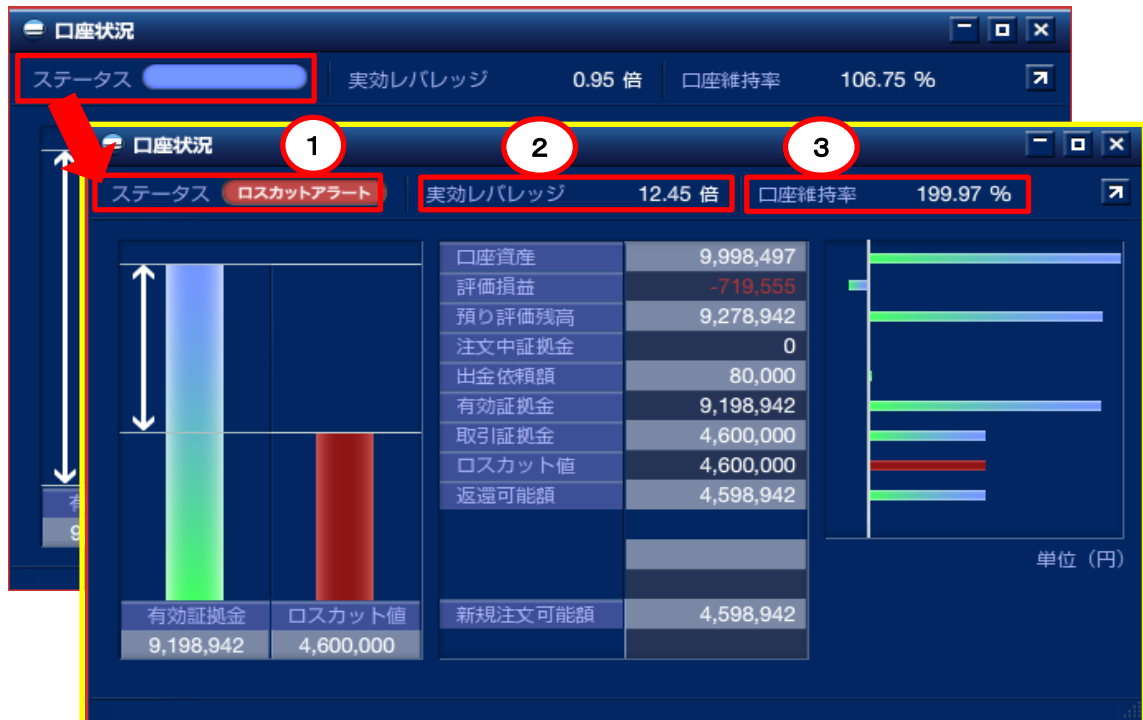 口座状況
ステータス 実効レバレッジ 0.95 倍 口座維持率 106.75 %
口座状況 1 2 3
ステータス ロスカットアラート 実効レバレッジ 12.45 倍 口座維持率 199.97 %
口座資産 9,998,497
評価損益 -719,555
預り評価残高 9,278,942
注文中証拠金 0
出金依頼額 80,000
有効証拠金 9,198,942
取引証拠金 4,600,000
ロスカット値 4,600,000
返還可能額 4,598,942
単位（円）
新規注文可能額 4,598,942
有効証拠金 ロスカット値
9,198,942 4,600,000